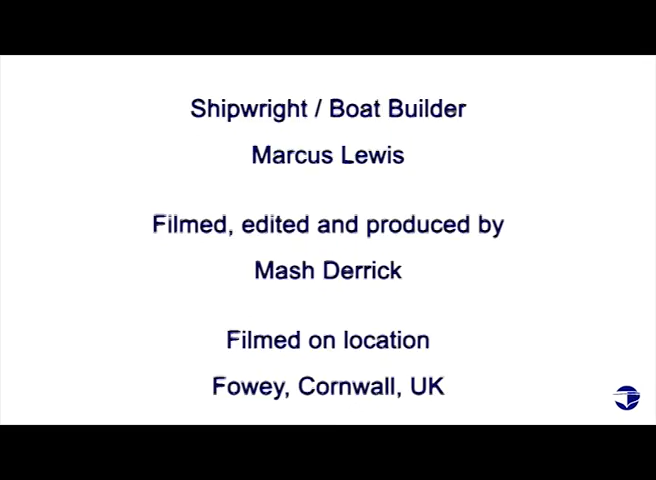 Shipwright / Boat Builder
Marcus Lewis
Filmed, edited and produced by
Mash Derrick
Filmed on location
Fowey, Cornwall, UK